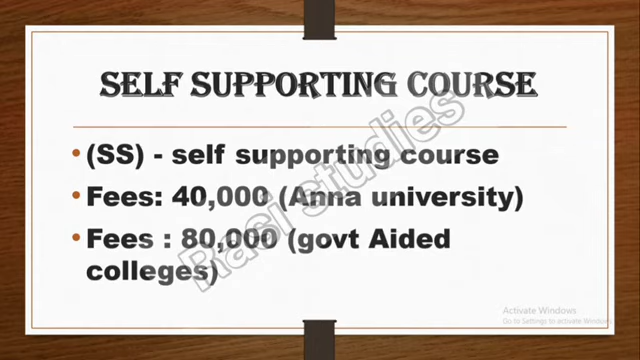 SELF SUPPORTING COURSE
• (SS) - self supporting course
• Fees: 40,000 (Anna university)
• Fees : 80,000 (govt Aided
colleges)
Rasi studies
Activate Windows
Go to Settings to activate Windows